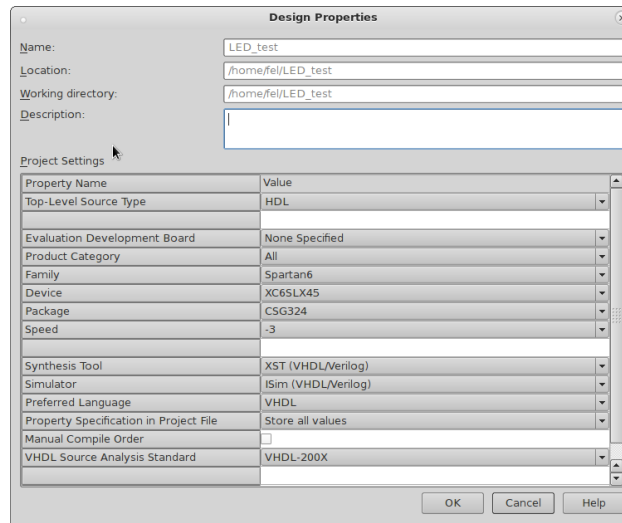 Design Properties
Name: LED_test
Location: /home/fel/LED_test
Working directory: /home/fel/LED_test
Description:
Project Settings
Property Name Value
Top-Level Source Type HDL
Evaluation Development Board None Specified
Product Category All
Family Spartan6
Device XC6SLX45
Package CSG324
Speed -3
Synthesis Tool XST (VHDL/Verilog)
Simulator ISim (VHDL/Verilog)
Preferred Language VHDL
Property Specification in Project File Store all values
Manual Compile Order
VHDL Source Analysis Standard VHDL-200X
OK Cancel Help